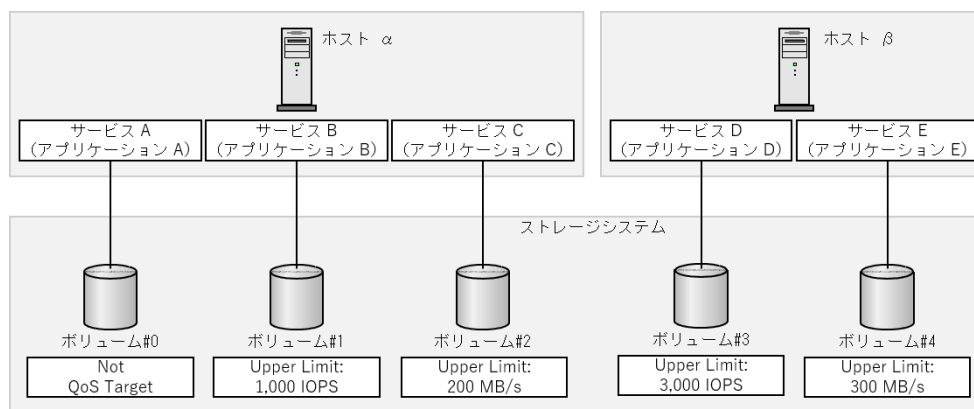 ホスト α
ホスト β
サービス A
（アプリケーション A）
サービス B
（アプリケーション B）
サービス C
（アプリケーション C）
サービス D
（アプリケーション D）
サービス E
（アプリケーション E）
ストレージシステム
ボリューム#0
ボリューム#1
ボリューム#2
ボリューム#3
ボリューム#4
Not
QoS Target
Upper Limit:
1,000 IOPS
Upper Limit:
200 MB/s
Upper Limit:
3,000 IOPS
Upper Limit:
300 MB/s